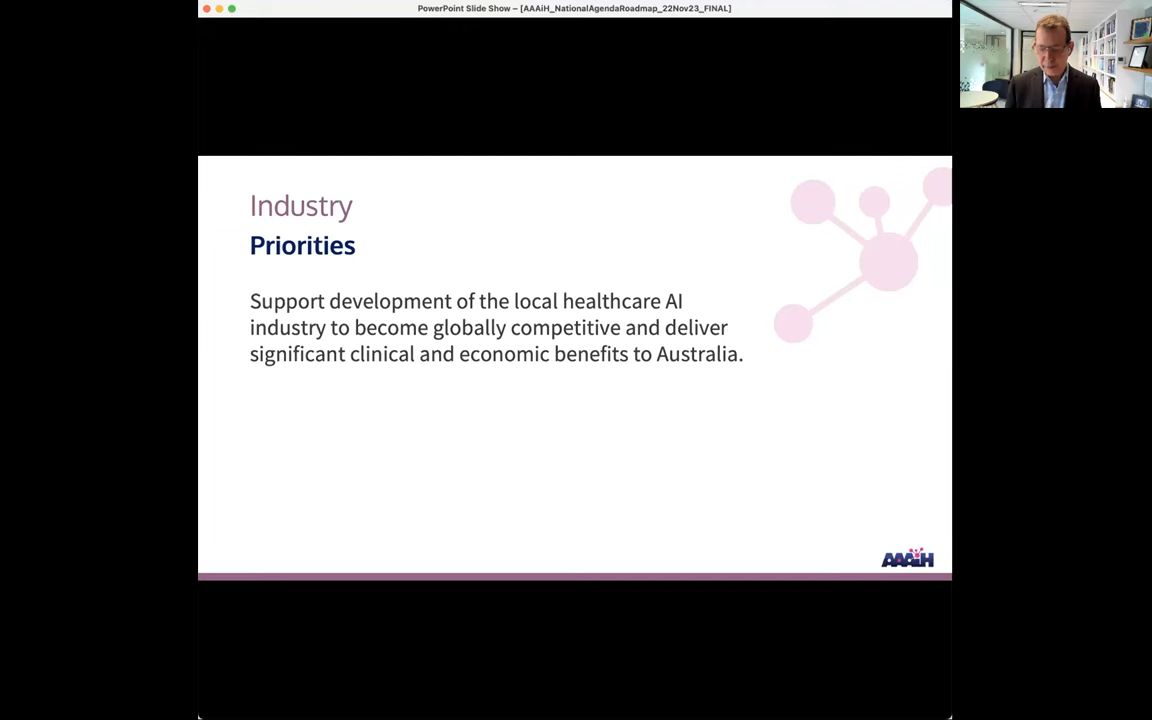 PowerPoint Slide Show – [AAAiH_NationalAgendaRoadmap_22Nov23_FINAL]
Industry
Priorities
Support development of the local healthcare AI
industry to become globally competitive and deliver
significant clinical and economic benefits to Australia.
AAAiH